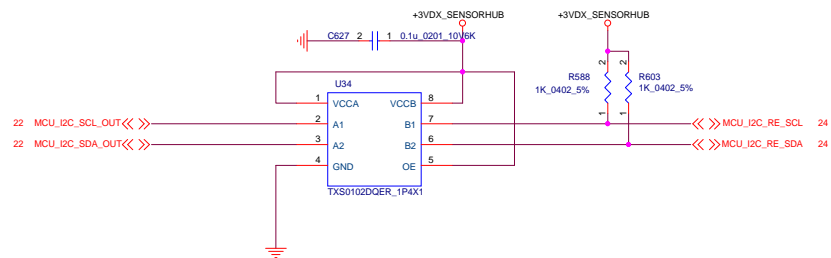 +3VDX_SENSORHUB +3VDX_SENSORHUB
C627 2 1 0.1u_0201_10V6K
2 2
R588 R603
1K_0402_5% 1K_0402_5%
U34
1 VCCA VCCB 8
1 1
22 MCU_I2C_SCL_OUT 2 A1 B1 7 MCU_I2C_RE_SCL 24
22 MCU_I2C_SDA_OUT 3 A2 B2 6 MCU_I2C_RE_SDA 24
4 GND OE 5
TXS0102DQER_1P4X1